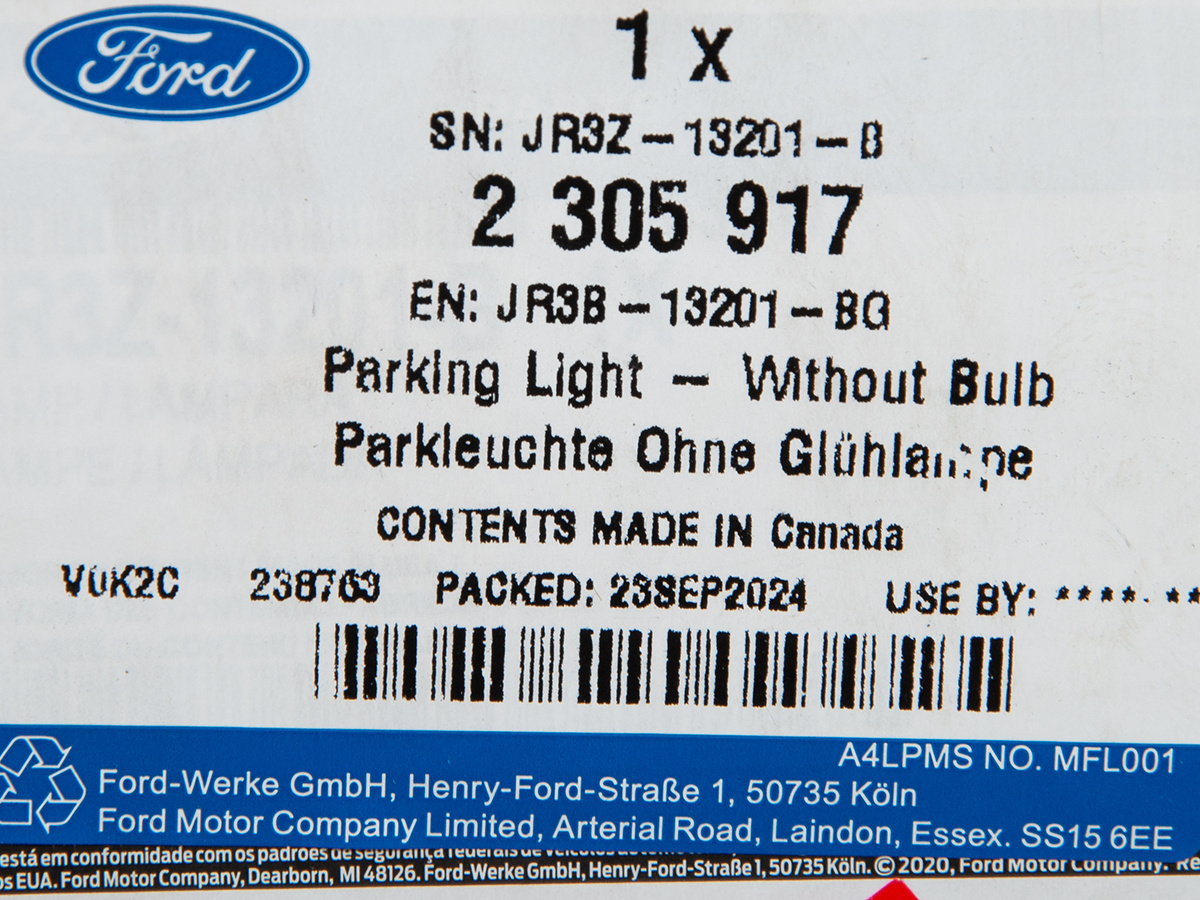 Ford
1 x
SN: JR3Z-13201-B
2 305 917
EN: JR3B-13201-BG
Parking Light - Without Bulb
Parkleuchte Ohne Glühlampe
CONTENTS MADE IN Canada
V0K2C 238763 PACKED: 23SEP2024 USE BY: ****-**
A4LPMS NO. MFL001
Ford-Werke GmbH, Henry-Ford-Straße 1, 50735 Köln
Ford Motor Company Limited, Arterial Road, Laindon, Essex. SS15 6EE
está em conformidade com os padrões de segurança federais de veículos
os EUA. Ford Motor Company, Dearborn, MI 48126. Ford-Werke GmbH, Henry-Ford-Straße 1, 50735 Köln. © 2020, Ford Motor Company.